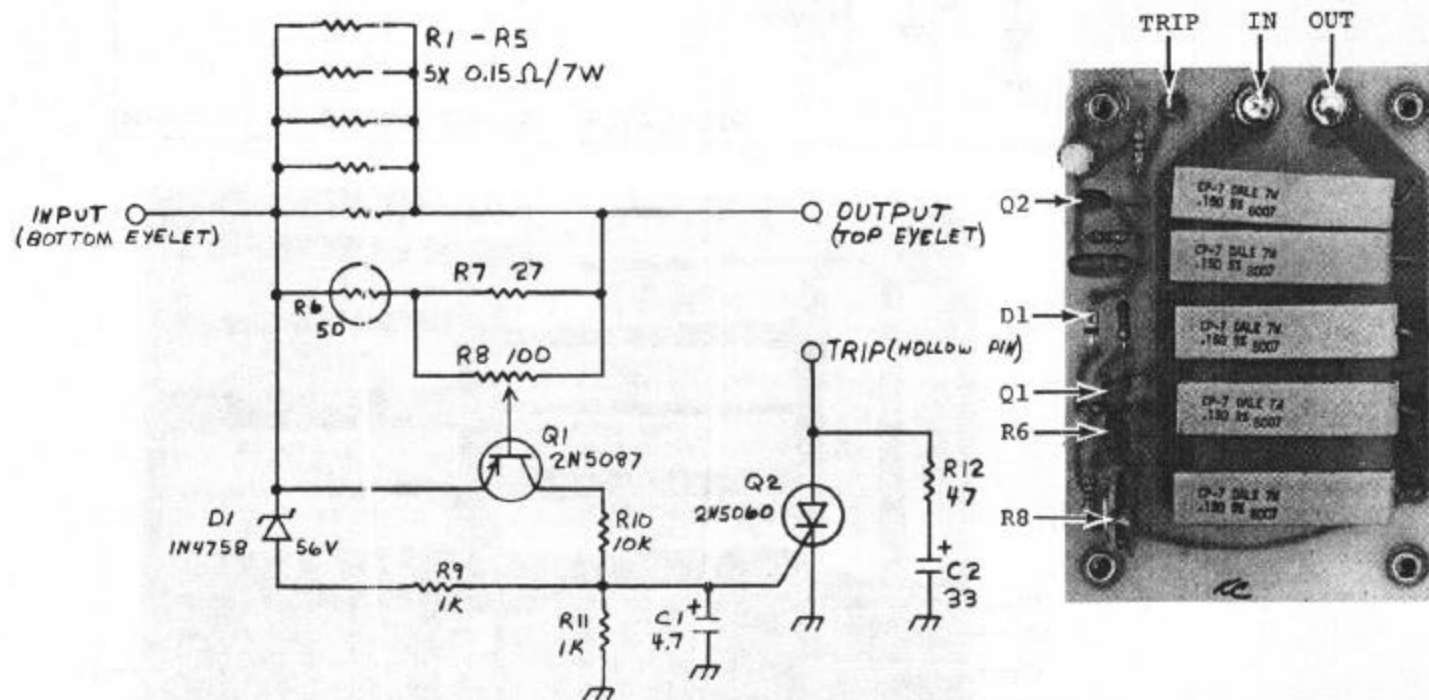 R1 - R5
5X 0.15Ω/7W
INPUT
(BOTTOM EYELET)
OUTPUT
(TOP EYELET)
R6
50
R7 27
R8 100
TRIP (HOLLOW PIN)
Q1
2N5087
D1
1N4758
56V
R9
1K
R10
10K
R11
1K
C1
4.7
+
Q2
2N5060
R12
47
+
C2
33
TRIP IN OUT
Q2
D1
Q1
R6
R8
CP-7 DALE 7W
.150 5% 8007
CP-7 DALE 7W
.150 5% 8007
CP-7 DALE 7W
.150 5% 8007
CP-7 DALE 7W
.150 5% 8007
CP-7 DALE 7W
.150 5% 8007